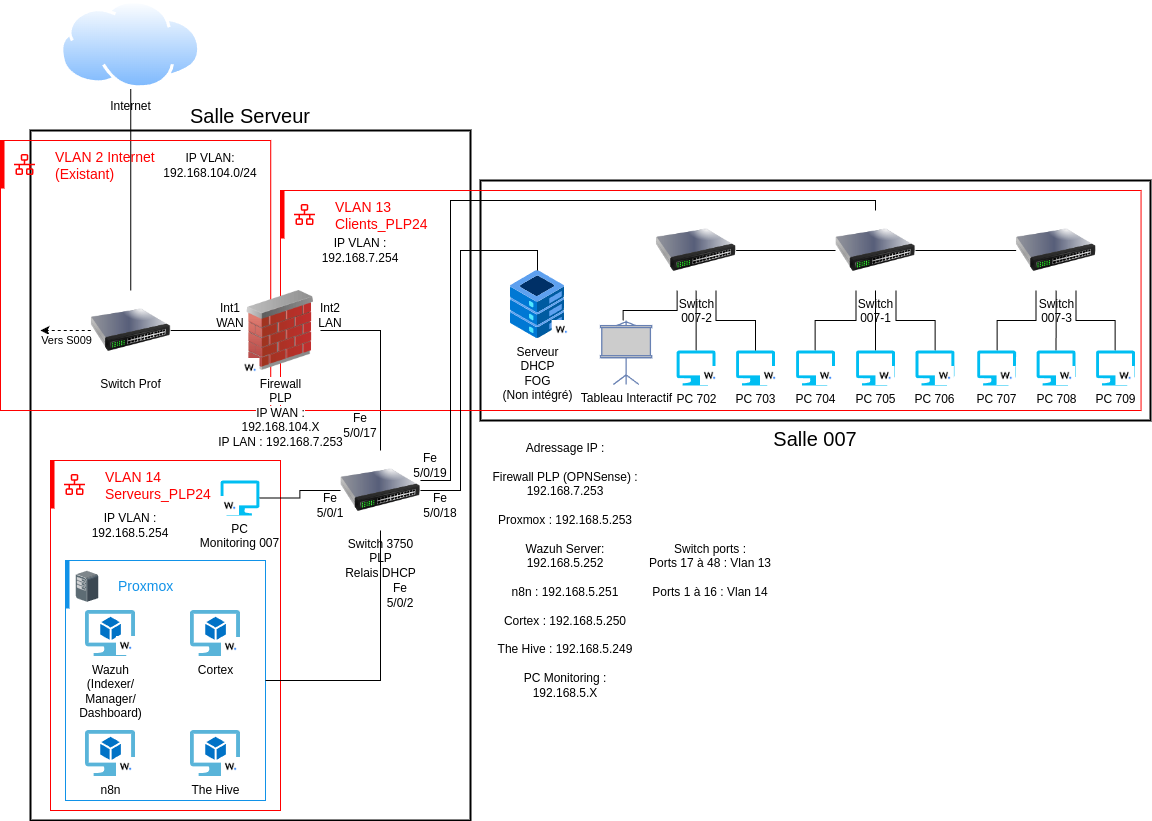 Internet
Salle Serveur
VLAN 2 Internet
(Existant)
IP VLAN:
192.168.104.0/24
VLAN 13
Clients_PLP24
IP VLAN :
192.168.7.254
Int1
WAN
Int2
LAN
Vers S009
Switch Prof
w.
Firewall
PLP
IP WAN :
192.168.104.X
IP LAN : 192.168.7.253
Fe
5/0/17
w.
Serveur
DHCP
FOG
(Non intégré)
Tableau Interactif
Switch
007-2
Switch
007-1
Switch
007-3
w.
w.
w.
w.
w.
w.
w.
w.
PC 702
PC 703
PC 704
PC 705
PC 706
PC 707
PC 708
PC 709
Salle 007
VLAN 14
Serveurs_PLP24
IP VLAN :
192.168.5.254
w.
PC
Monitoring 007
Fe
5/0/1
Fe
5/0/19
Fe
5/0/18
Switch 3750
PLP
Relais DHCP
Fe
5/0/2
Proxmox
w.
Wazuh
(Indexer/
Manager/
Dashboard)
w.
Cortex
w.
n8n
w.
The Hive
Adressage IP :
Firewall PLP (OPNSense) :
192.168.7.253
Proxmox : 192.168.5.253
Wazuh Server:
192.168.5.252
n8n : 192.168.5.251
Cortex : 192.168.5.250
The Hive : 192.168.5.249
PC Monitoring :
192.168.5.X
Switch ports :
Ports 17 à 48 : Vlan 13
Ports 1 à 16 : Vlan 14